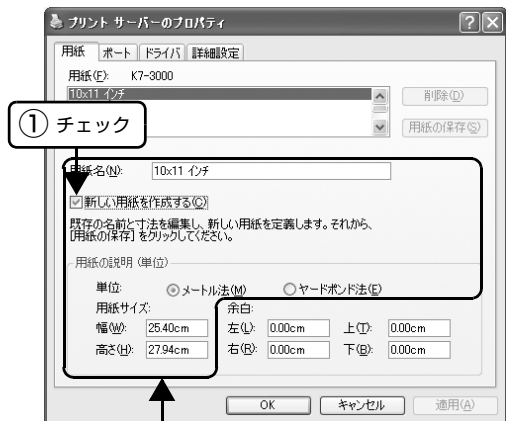 プリント サーバーのプロパティ
用紙 ポート ドライバ 詳細設定
用紙(F): K7-3000
10x11 インチ
削除(D)
① チェック
用紙の保存(S)
用紙名(N): 10x11 インチ
新しい用紙を作成する(C)
既存の名前と寸法を編集し、新しい用紙を定義します。それから、
[用紙の保存] をクリックしてください。
用紙の説明 (単位)
単位: メートル法(M) ヤードポンド法(E)
用紙サイズ: 余白:
幅(W): 25.40cm 左(L): 0.00cm 上(T): 0.00cm
高さ(H): 27.94cm 右(R): 0.00cm 下(B): 0.00cm
OK キャンセル 適用(A)